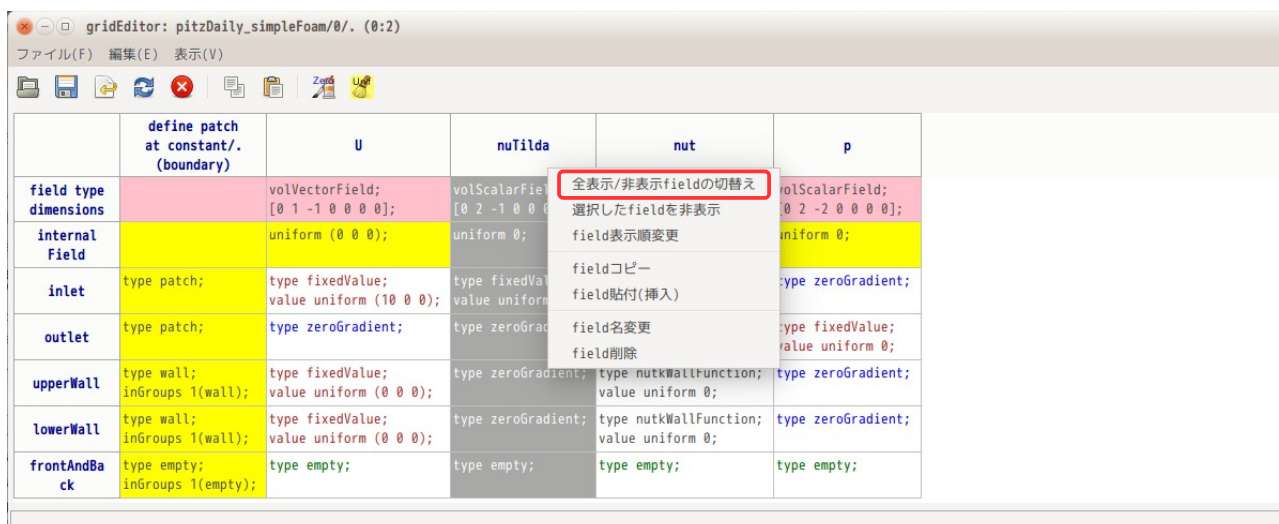 gridEditor: pitzDaily_simpleFoam/0/. (0:2)
ファイル(F) 編集(E) 表示(V)
Zero
U
define patch
at constant/.
(boundary)
U
nuTilda
nut
p
field type
dimensions
volVectorField;
[0 1 -1 0 0 0 0];
volScalarFiel
[0 2 -1 0 0 0
volScalarField;
[0 2 -2 0 0 0 0];
internal
Field
uniform (0 0 0);
uniform 0;
uniform 0;
inlet
type patch;
type fixedValue;
value uniform (10 0 0);
type fixedVal
value uniform
type zeroGradient;
outlet
type patch;
type zeroGradient;
type zeroGrad
type fixedValue;
value uniform 0;
upperWall
type wall;
inGroups 1(wall);
type fixedValue;
value uniform (0 0 0);
type zeroGradient;
type nutkWallFunction;
value uniform 0;
type zeroGradient;
lowerWall
type wall;
inGroups 1(wall);
type fixedValue;
value uniform (0 0 0);
type zeroGradient;
type nutkWallFunction;
value uniform 0;
type zeroGradient;
frontAndBa
ck
type empty;
inGroups 1(empty);
type empty;
type empty;
type empty;
type empty;
全表示/非表示fieldの切替え
選択したfieldを非表示
field表示順変更
fieldコピー
field貼付(挿入)
field名変更
field削除